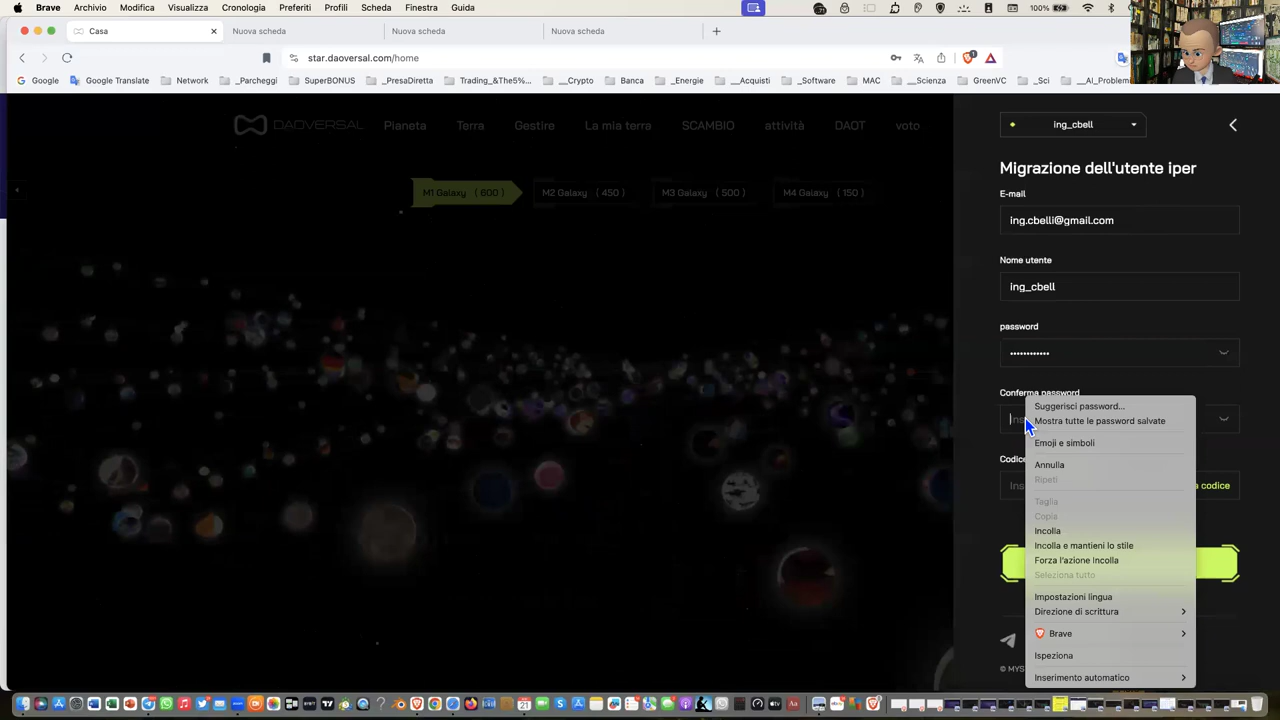 Brave Archivio Modifica Visualizza Cronologia Preferiti Profili Scheda Finestra Guida 100%
Casa Nuova scheda Nuova scheda Nuova scheda
star.daoversal.com/home
Google Google Translate Network _Parcheggi SuperBONUS _PresaDiretta Trading_&The5%... __Crypto Banca _Energie __Acquisti _Software MAC __Scienza GreenVC _Sci __AI_Problemi
DAOVERSAL Pianeta Terra Gestire La mia terra SCAMBIO attività DAOT voto
M1 Galaxy ( 600 ) M2 Galaxy ( 450 ) M3 Galaxy ( 500 ) M4 Galaxy ( 150 )
ing_cbell
Migrazione dell'utente iper
E-mail
ing.cbelli@gmail.com
Nome utente
ing_cbell
password
••••••••••••
Conferma password
Suggerisci password...
Mostra tutte le password salvate
Emoji e simboli
Annulla
Ripeti
Taglia
Copia
Incolla
Incolla e mantieni lo stile
Forza l'azione Incolla
Seleziona tutto
Impostazioni lingua
Direzione di scrittura
Brave
Ispeziona
Inserimento automatico
Codice
Ins
codice
© MYS